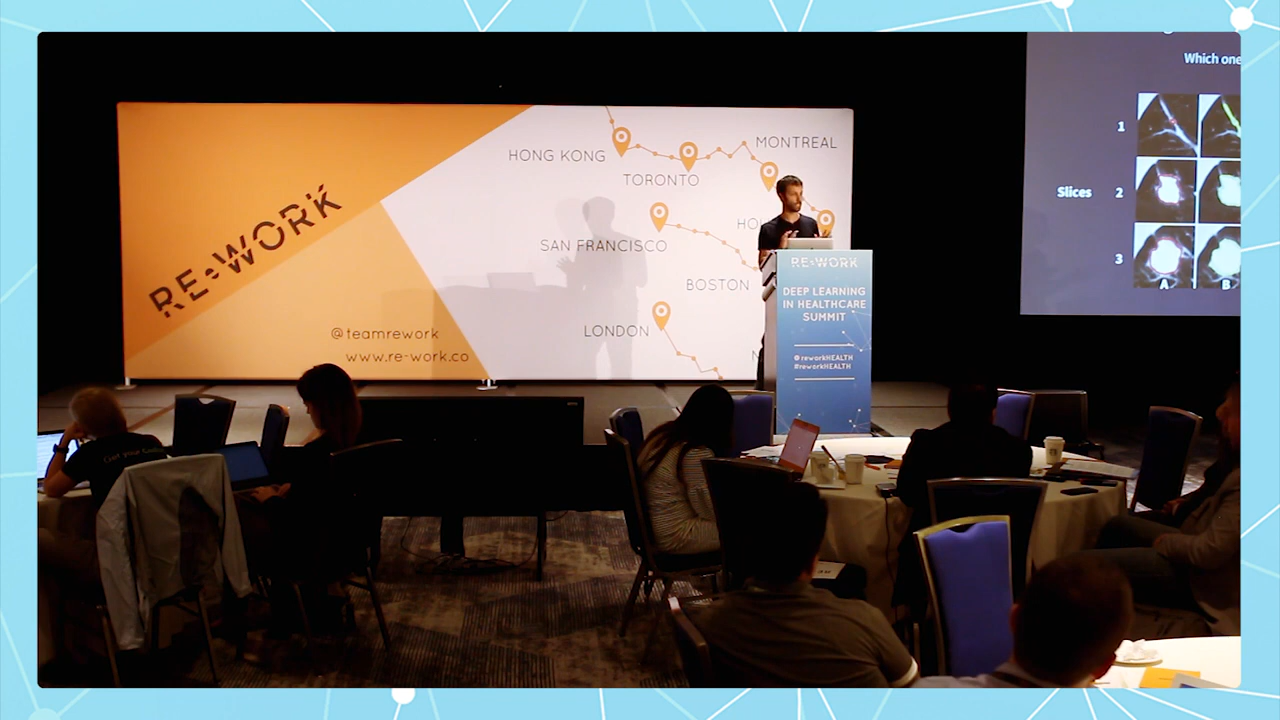 RE•WORK
@teamrework
www.re-work.co
HONG KONG
TORONTO
MONTREAL
SAN FRANCISCO
BOSTON
LONDON
RE•WORK
DEEP LEARNING
IN HEALTHCARE
SUMMIT
@reworkHEALTH
#reworkHEALTH
Which one
1
Slices 2
3
A B